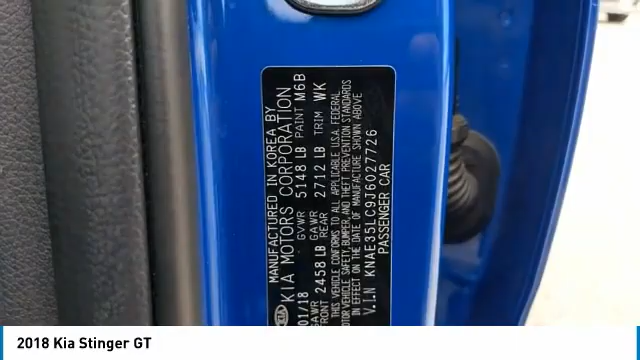 MANUFACTURED IN KOREA BY
KIA KIA MOTORS CORPORATION
01/18 GVWR 5148 LB PAINT M6B
GAWR GAWR
FRONT 2458 LB REAR 2712 LB TRIM WK
THIS VEHICLE CONFORMS TO ALL APPLICABLE U.S.A. FEDERAL
MOTOR VEHICLE SAFETY, BUMPER, AND THEFT PREVENTION STANDARDS
IN EFFECT ON THE DATE OF MANUFACTURE SHOWN ABOVE
V.I.N KNAE35LC9J6027726
PASSENGER CAR
2018 Kia Stinger GT